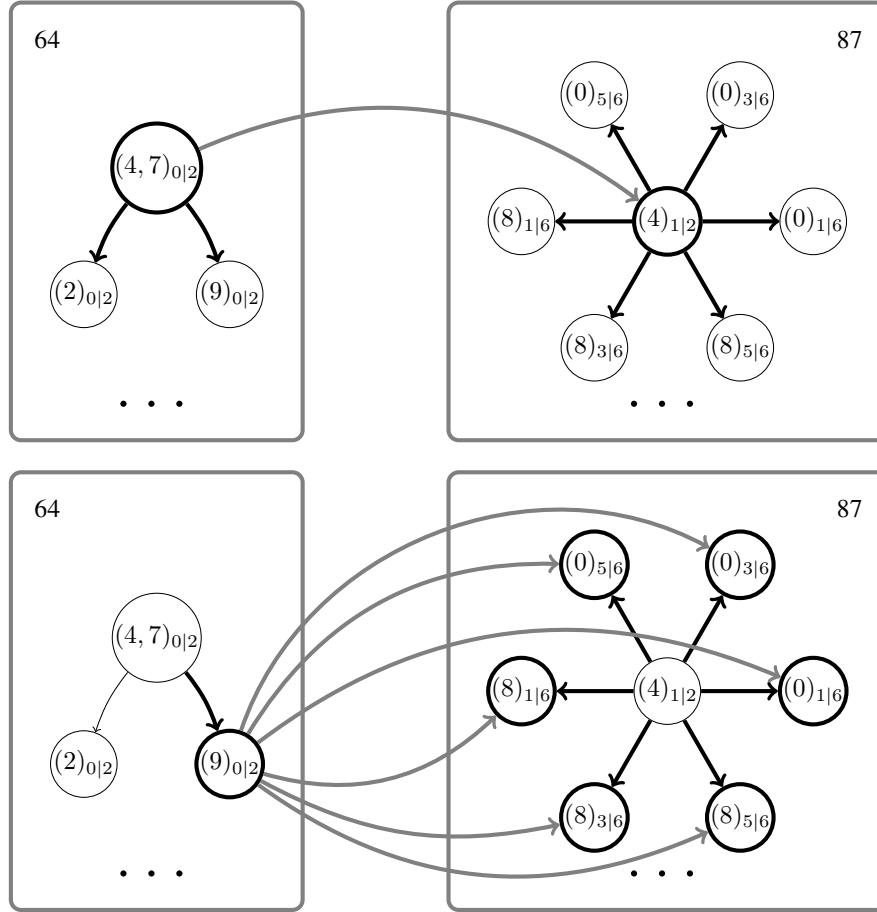 64
87
(0)_{5|6} (0)_{3|6}
(4, 7)_{0|2}
(8)_{1|6} (4)_{1|2} (0)_{1|6}
(2)_{0|2} (9)_{0|2}
(8)_{3|6} (8)_{5|6}
. . .
. . .
64
87
(0)_{5|6} (0)_{3|6}
(4, 7)_{0|2}
(8)_{1|6} (4)_{1|2} (0)_{1|6}
(2)_{0|2} (9)_{0|2}
(8)_{3|6} (8)_{5|6}
. . .
. . .